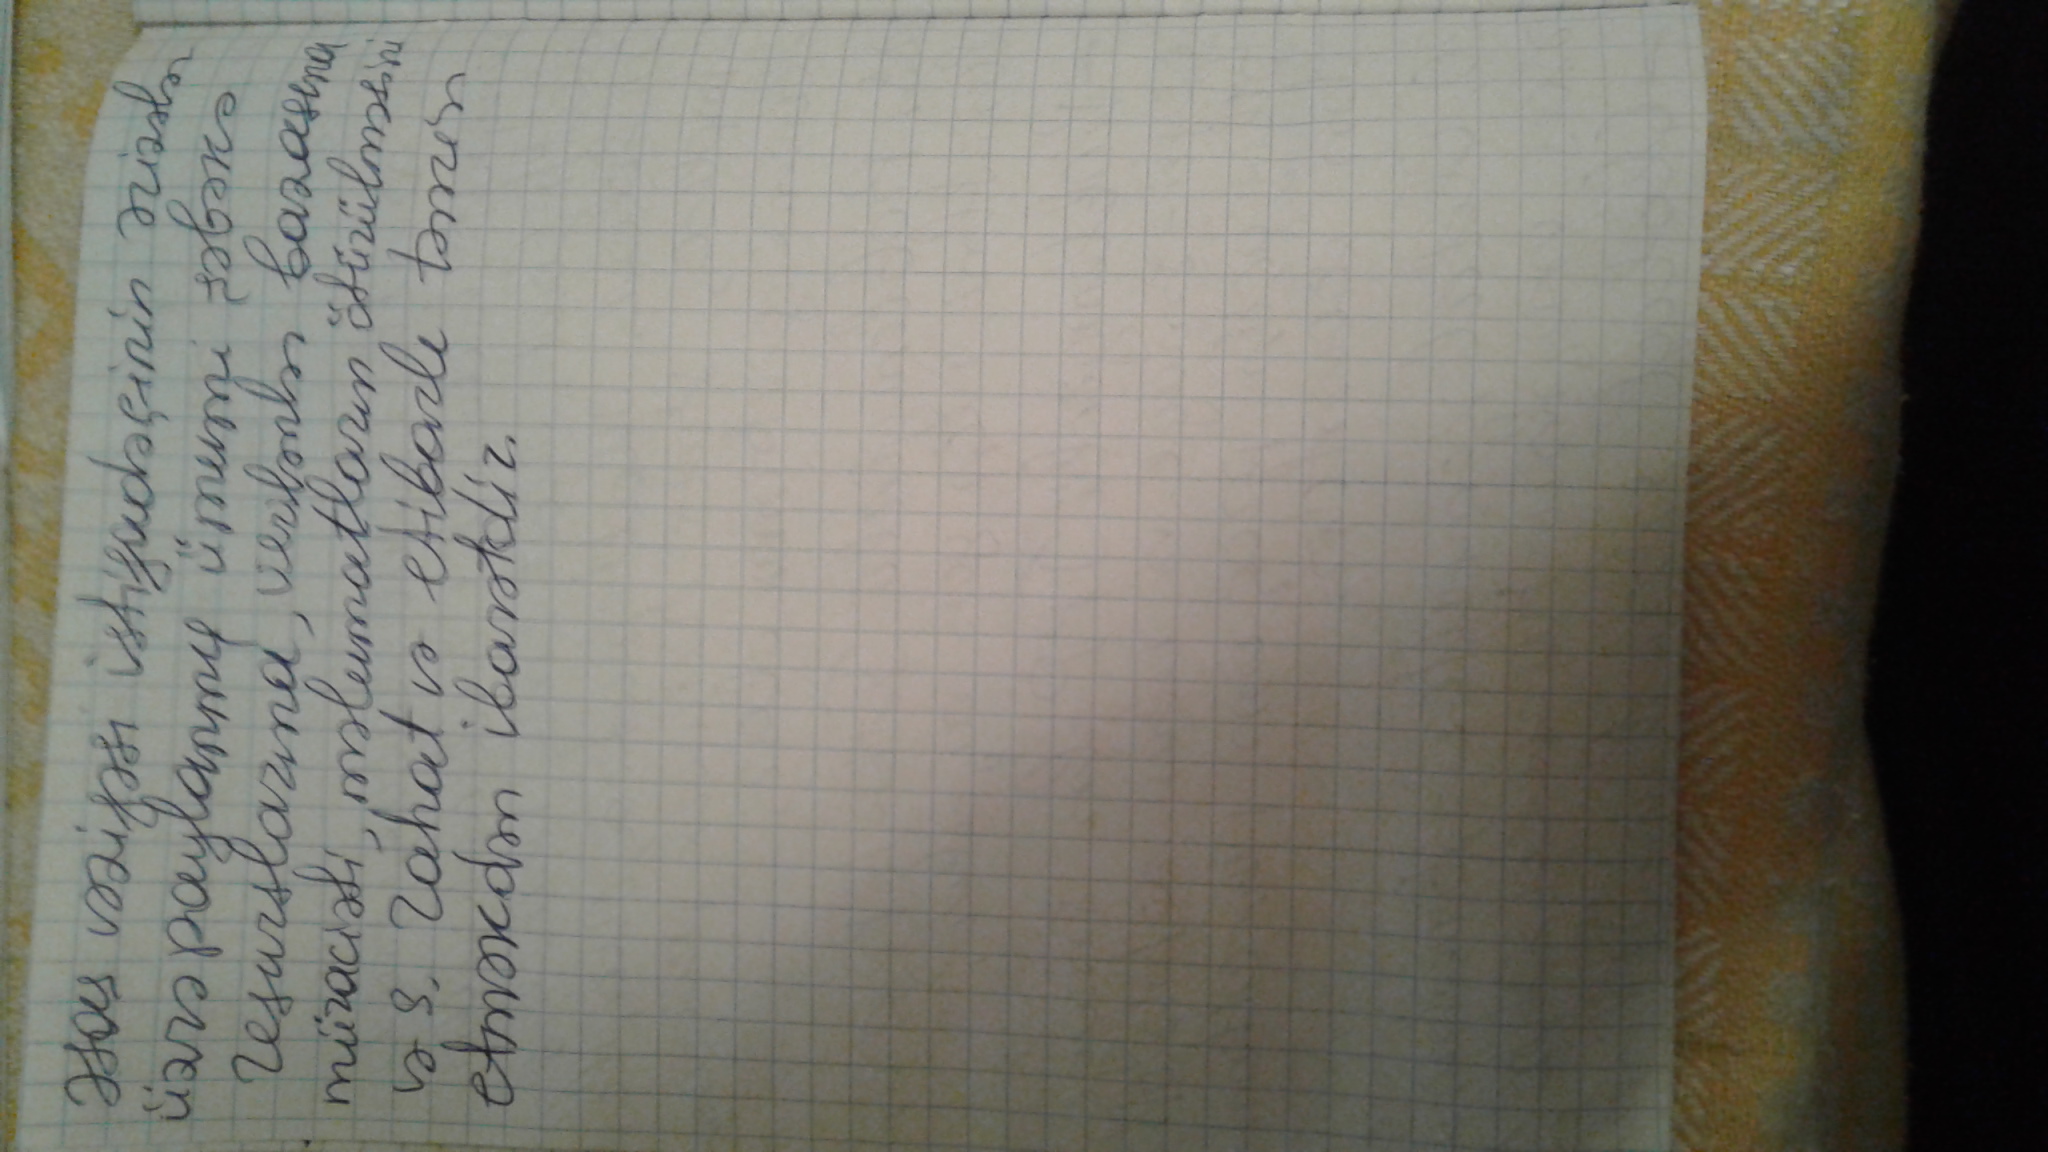 Əsas vəzifəsi istifadəçinin ərazilər
üzrə paylanmış ümumi şəbəkə
resurslarına, verilənlər bazasına
müraciəti, məlumatların ötürülməsini
və s. rahat və etibarlı təmin
etməkdən ibarətdir.